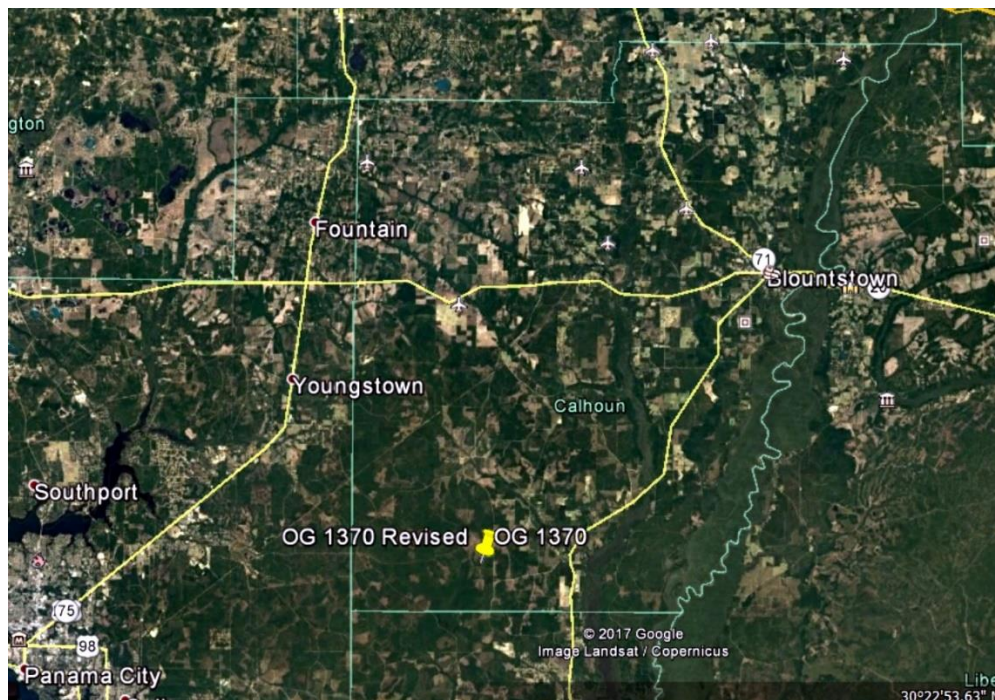 gton
Fountain
71
Blountstown
Youngstown
Calhoun
Southport
OG 1370 Revised
OG 1370
75
98
© 2017 Google
Image Landsat / Copernicus
Panama City
Libe
30°22'53.63"